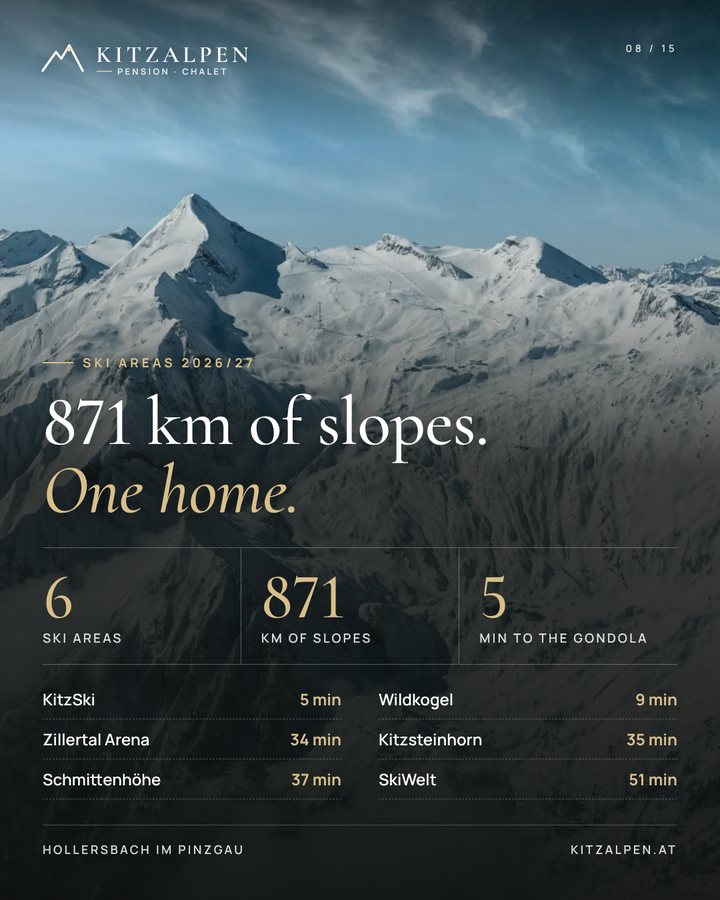 KITZALPEN
PENSION · CHALET
08 / 15
SKI AREAS 2026/27
871 km of slopes.
One home.
6
SKI AREAS
871
KM OF SLOPES
5
MIN TO THE GONDOLA
KitzSki 5 min
Wildkogel 9 min
Zillertal Arena 34 min
Kitzsteinhorn 35 min
Schmittenhöhe 37 min
SkiWelt 51 min
HOLLERSBACH IM PINZGAU
KITZALPEN.AT